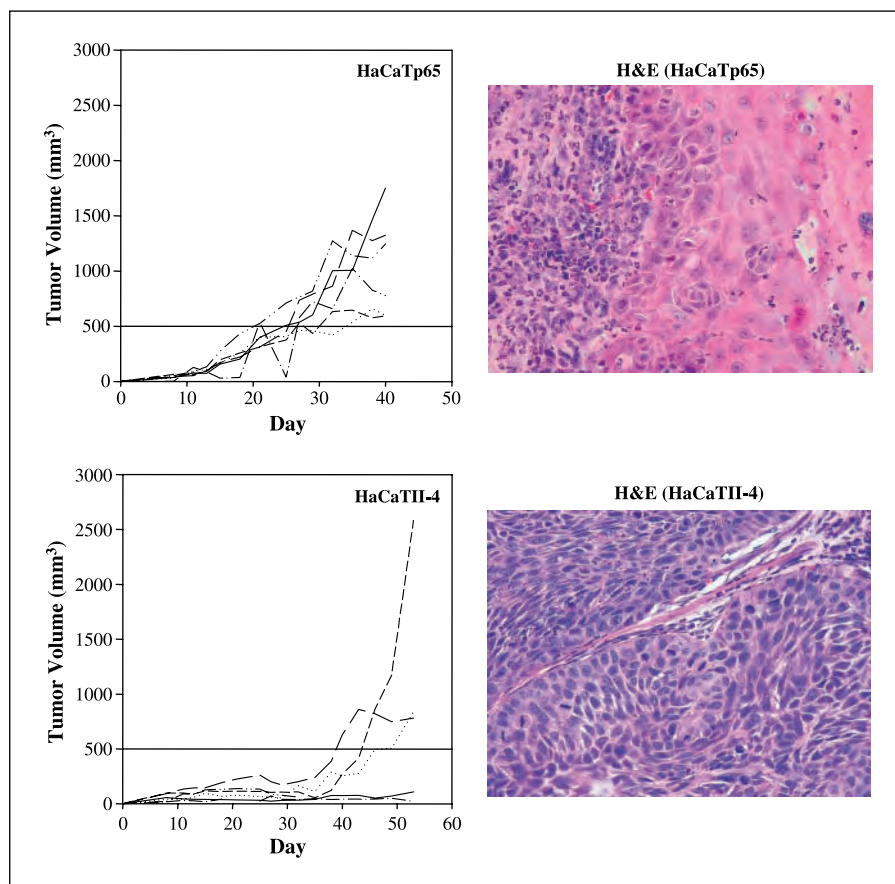 HaCaTp65
H&E (HaCaTp65)
Tumor Volume (mm³)
3000
2500
2000
1500
1000
500
0
0 10 20 30 40 50
Day
HaCaTII-4
H&E (HaCaTII-4)
Tumor Volume (mm³)
3000
2500
2000
1500
1000
500
0
0 10 20 30 40 50 60
Day